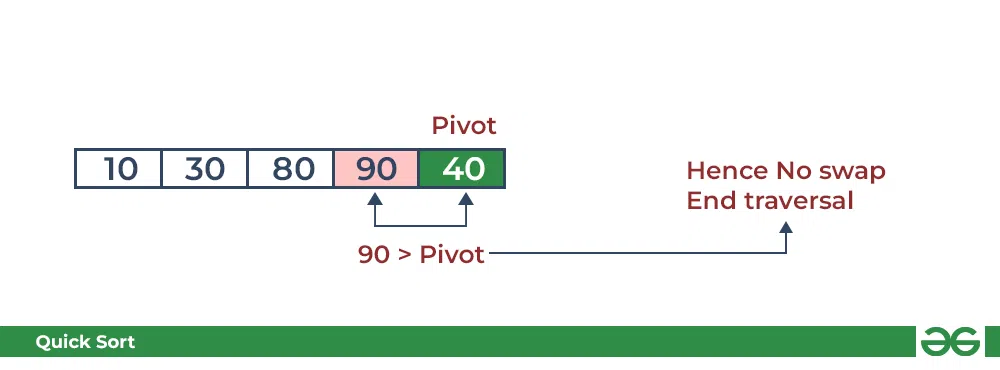 Pivot
10 30 80 90 40
Hence No swap
End traversal
90 > Pivot
Quick Sort